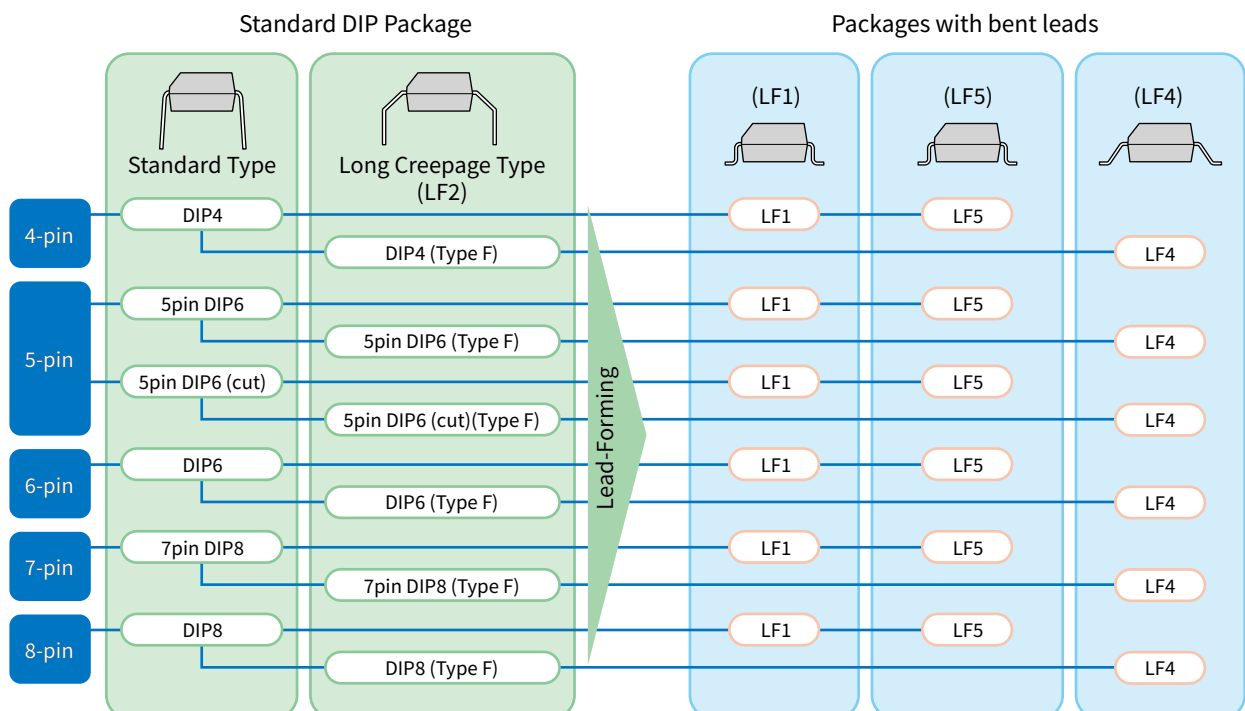 Standard DIP Package
Packages with bent leads
Standard Type
Long Creepage Type
(LF2)
(LF1)
(LF5)
(LF4)
4-pin
DIP4
LF1
LF5
DIP4 (Type F)
LF4
5-pin
5pin DIP6
LF1
LF5
5pin DIP6 (Type F)
LF4
5pin DIP6 (cut)
LF1
LF5
5pin DIP6 (cut)(Type F)
LF4
Lead-Forming
6-pin
DIP6
LF1
LF5
DIP6 (Type F)
LF4
7-pin
7pin DIP8
LF1
LF5
7pin DIP8 (Type F)
LF4
8-pin
DIP8
LF1
LF5
DIP8 (Type F)
LF4